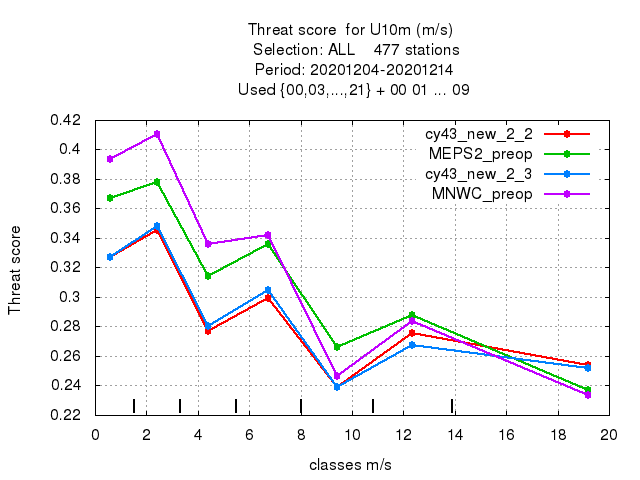 Threat score for U10m (m/s)
Selection: ALL 477 stations
Period: 20201204-20201214
Used {00,03,...,21} + 00 01 ... 09
0.42
0.4
0.38
0.36
0.34
0.32
0.3
0.28
0.26
0.24
0.22
Threat score
cy43_new_2_2
MEPS2_preop
cy43_new_2_3
MNWC_preop
0 2 4 6 8 10 12 14 16 18 20
classes m/s